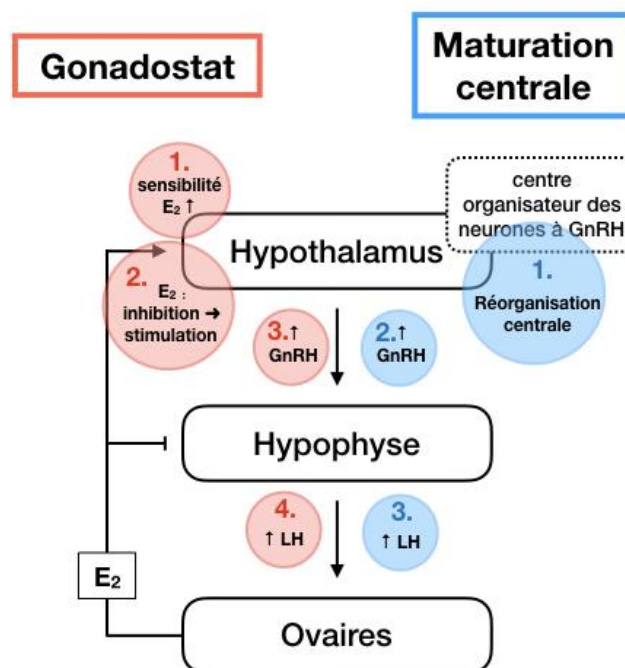 Gonadostat
Maturation
centrale
1.
sensibilité
E₂ ↑
centre
organisateur des
neurones à GnRH
Hypothalamus
2.
E₂ :
inhibition ➜
stimulation
1.
Réorganisation
centrale
3.↑
GnRH
2.↑
GnRH
Hypophyse
4.
↑ LH
3.
↑ LH
E₂
Ovaires